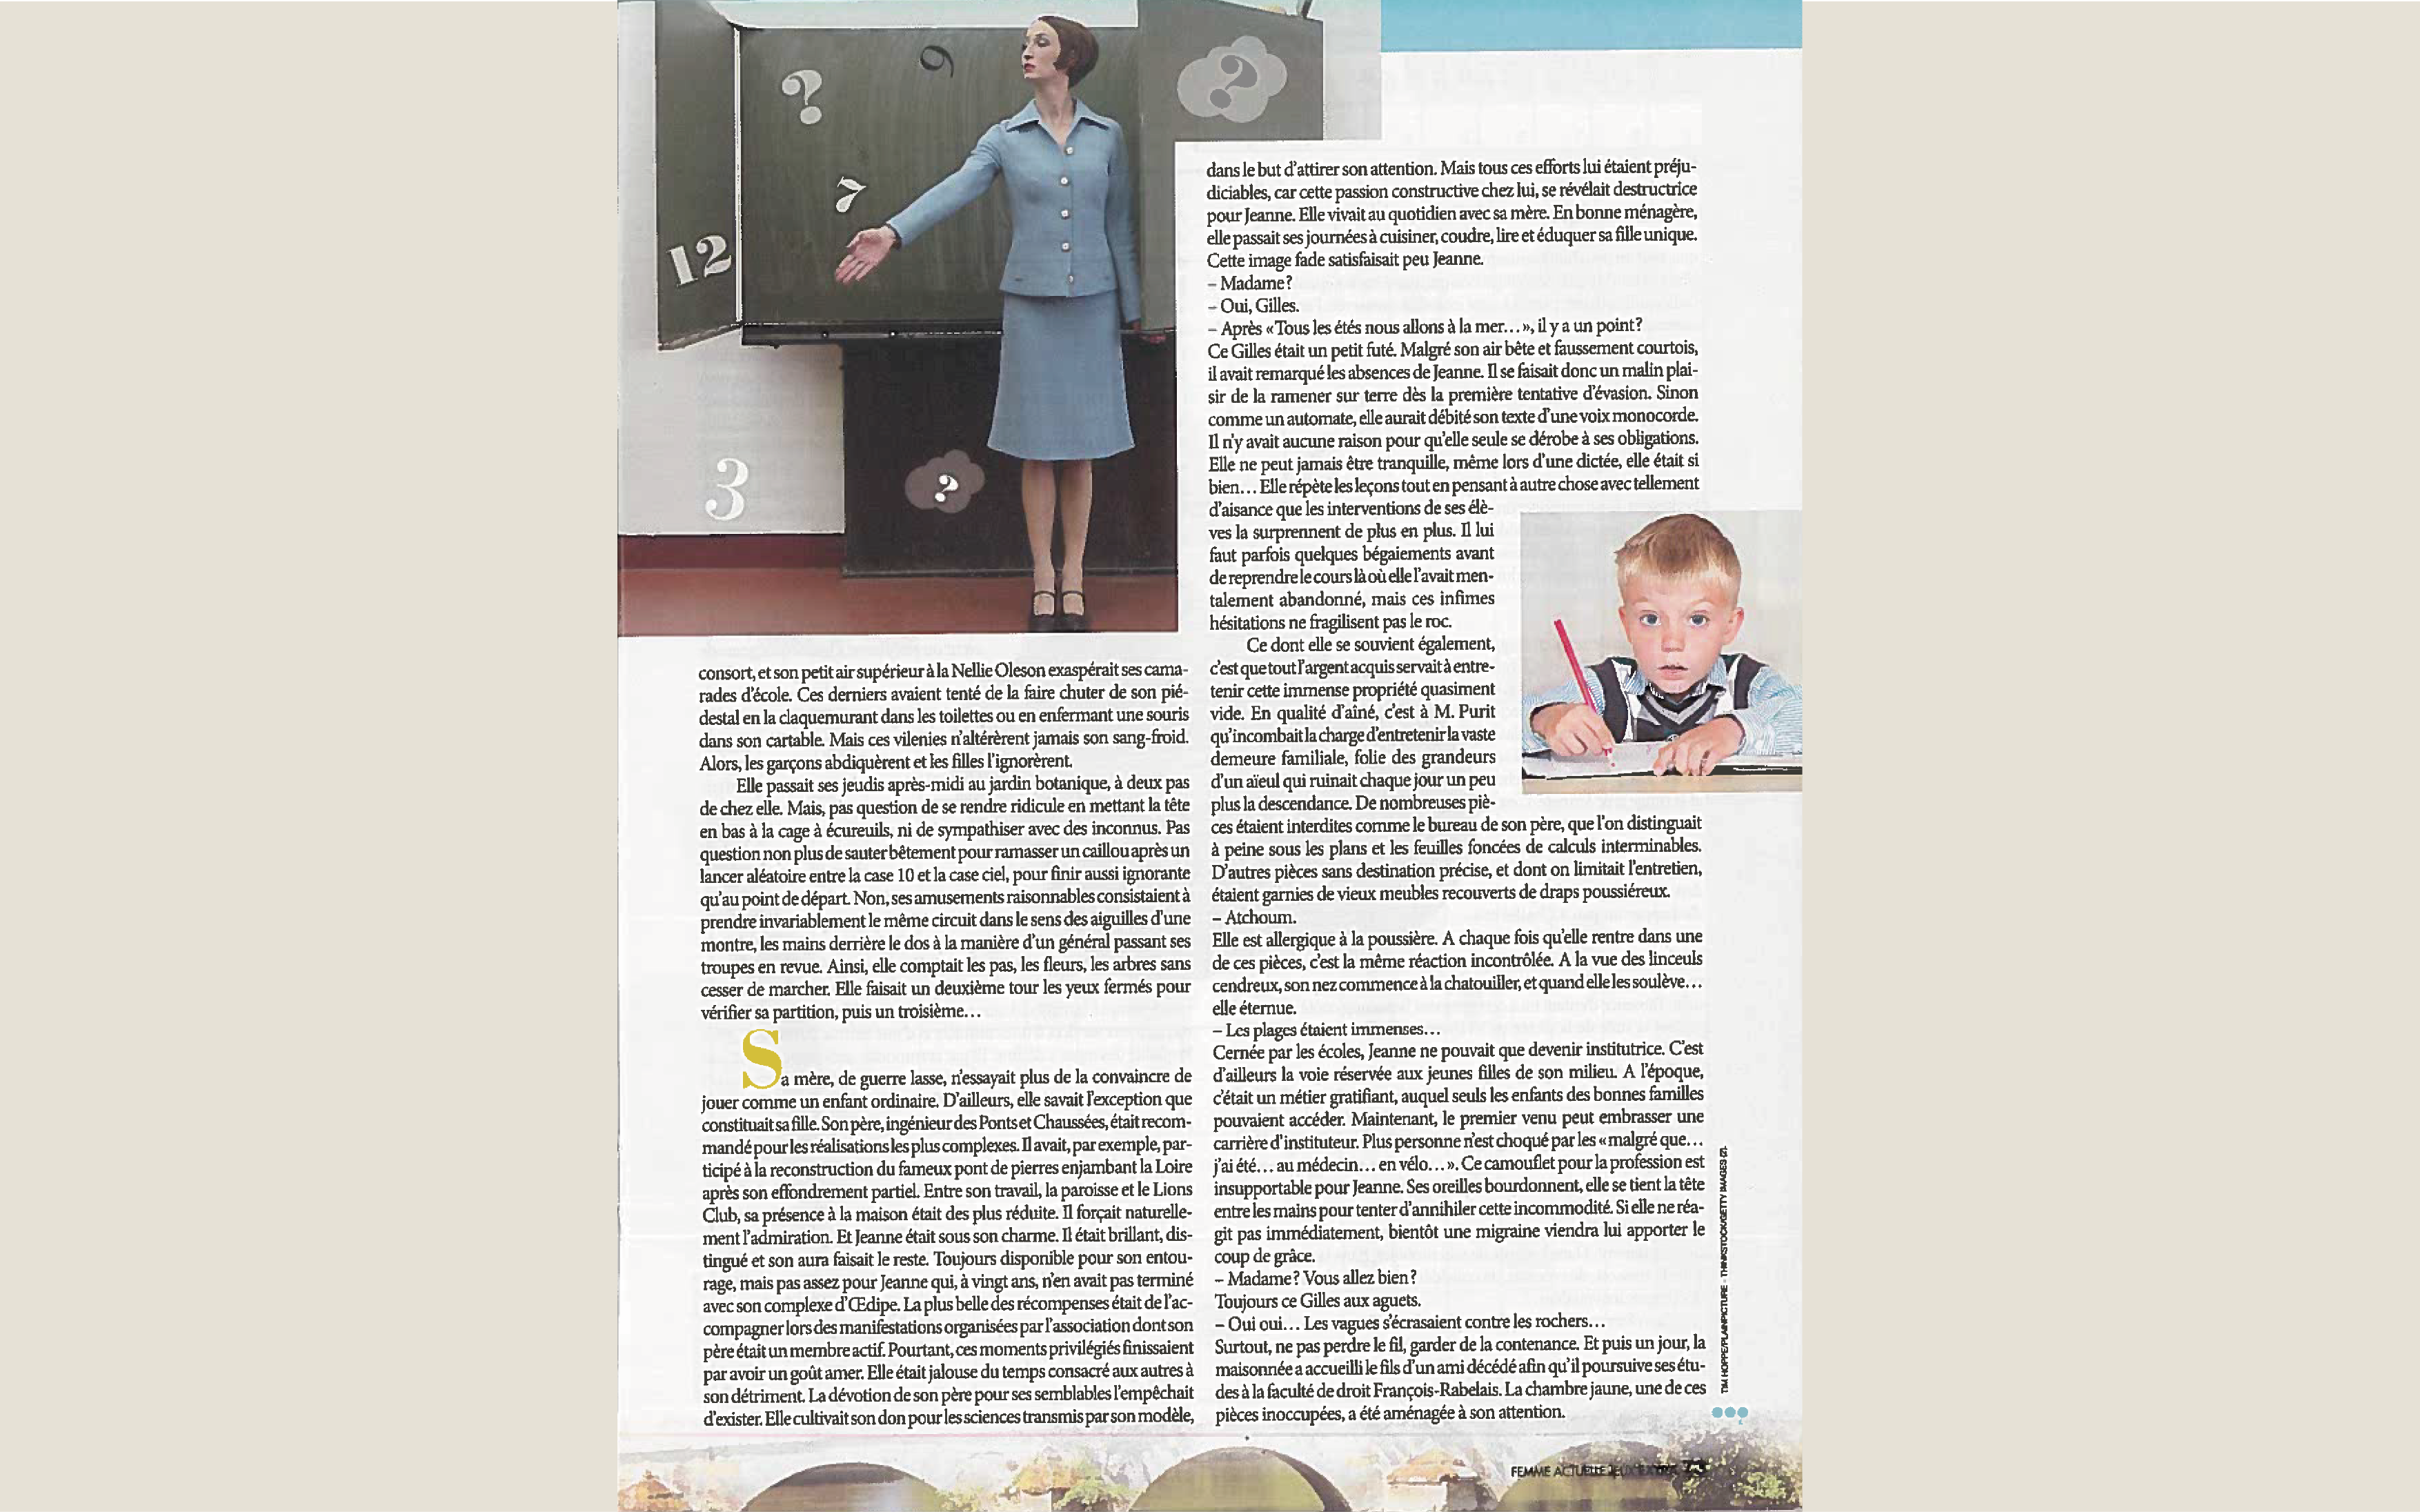 ?
6
?
7
12
3
?
consort, et son petit air supérieur à la Nellie Oleson exaspérait ses cama-
rades d'école. Ces derniers avaient tenté de la faire chuter de son pié-
destal en la claquemurant dans les toilettes ou en enfermant une souris
dans son cartable. Mais ces vilenies n'altérèrent jamais son sang-froid.
Alors, les garçons abdiquèrent et les filles l'ignorèrent.
Elle passait ses jeudis après-midi au jardin botanique, à deux pas
de chez elle. Mais, pas question de se rendre ridicule en mettant la tête
en bas à la cage à écureuils, ni de sympathiser avec des inconnus. Pas
question non plus de sauter bêtement pour ramasser un caillou après un
lancer aléatoire entre la case 10 et la case ciel, pour finir aussi ignorante
qu'au point de départ. Non, ses amusements raisonnables consistaient à
prendre invariablement le même circuit dans le sens des aiguilles d'une
montre, les mains derrière le dos à la manière d'un général passant ses
troupes en revue. Ainsi, elle comptait les pas, les fleurs, les arbres sans
cesser de marcher. Elle faisait un deuxième tour les yeux fermés pour
vérifier sa partition, puis un troisième...
Sa mère, de guerre lasse, n'essayait plus de la convaincre de
jouer comme un enfant ordinaire. D'ailleurs, elle savait l'exception que
constituait sa fille. Son père, ingénieur des Ponts et Chaussées, était recom-
mandé pour les réalisations les plus complexes. Il avait, par exemple, par-
ticipé à la reconstruction du fameux pont de pierres enjambant la Loire
après son effondrement partiel. Entre son travail, la paroisse et le Lions
Club, sa présence à la maison était des plus réduite. Il forçait naturelle-
ment l'admiration. Et Jeanne était sous son charme. Il était brillant, dis-
tingué et son aura faisait le reste. Toujours disponible pour son entou-
rage, mais pas assez pour Jeanne qui, à vingt ans, n'en avait pas terminé
avec son complexe d'Œdipe. La plus belle des récompenses était de l'ac-
compagner lors des manifestations organisées par l'association dont son
père était un membre actif. Pourtant, ces moments privilégiés finissaient
par avoir un goût amer. Elle était jalouse du temps consacré aux autres à
son détriment. La dévotion de son père pour ses semblables l'empêchait
d'exister. Elle cultivait son don pour les sciences transmis par son modèle,
dans le but d'attirer son attention. Mais tous ces efforts lui étaient préju-
diciables, car cette passion constructive chez lui, se révélait destructrice
pour Jeanne. Elle vivait au quotidien avec sa mère. En bonne ménagère,
elle passait ses journées à cuisiner, coudre, lire et éduquer sa fille unique.
Cette image fade satisfaisait peu Jeanne.
– Madame?
– Oui, Gilles.
– Après «Tous les étés nous allons à la mer...», il y a un point?
Ce Gilles était un petit futé. Malgré son air bête et faussement courtois,
il avait remarqué les absences de Jeanne. Il se faisait donc un malin plai-
sir de la ramener sur terre dès la première tentative d'évasion. Sinon
comme un automate, elle aurait débité son texte d'une voix monocorde.
Il n'y avait aucune raison pour qu'elle seule se dérobe à ses obligations.
Elle ne peut jamais être tranquille, même lors d'une dictée, elle était si
bien... Elle répète les leçons tout en pensant à autre chose avec tellement
d'aisance que les interventions de ses élè-
ves la surprennent de plus en plus. Il lui
faut parfois quelques bégaiements avant
de reprendre le cours là où elle l'avait men-
talement abandonné, mais ces infimes
hésitations ne fragilisent pas le roc.
Ce dont elle se souvient également,
c'est que tout l'argent acquis servait à entre-
tenir cette immense propriété quasiment
vide. En qualité d'aîné, c'est à M. Purit
qu'incombait la charge d'entretenir la vaste
demeure familiale, folie des grandeurs
d'un aïeul qui ruinait chaque jour un peu
plus la descendance. De nombreuses piè-
ces étaient interdites comme le bureau de son père, que l'on distinguait
à peine sous les plans et les feuilles foncées de calculs interminables.
D'autres pièces sans destination précise, et dont on limitait l'entretien,
étaient garnies de vieux meubles recouverts de draps poussiéreux.
– Atchoum.
Elle est allergique à la poussière. A chaque fois qu'elle rentre dans une
de ces pièces, c'est la même réaction incontrôlée. A la vue des linceuls
cendreux, son nez commence à la chatouiller, et quand elle les soulève...
elle éternue.
– Les plages étaient immenses...
Cernée par les écoles, Jeanne ne pouvait que devenir institutrice. C'est
d'ailleurs la voie réservée aux jeunes filles de son milieu. A l'époque,
c'était un métier gratifiant, auquel seuls les enfants des bonnes familles
pouvaient accéder. Maintenant, le premier venu peut embrasser une
carrière d'instituteur. Plus personne n'est choqué par les «malgré que...
j'ai été... au médecin... en vélo...». Ce camouflet pour la profession est
insupportable pour Jeanne. Ses oreilles bourdonnent, elle se tient la tête
entre les mains pour tenter d'annihiler cette incommodité. Si elle ne réa-
git pas immédiatement, bientôt une migraine viendra lui apporter le
coup de grâce.
– Madame? Vous allez bien?
Toujours ce Gilles aux aguets.
– Oui oui... Les vagues s'écrasaient contre les rochers...
Surtout, ne pas perdre le fil, garder de la contenance. Et puis un jour, la
maisonnée a accueilli le fils d'un ami décédé afin qu'il poursuive ses étu-
des à la faculté de droit François-Rabelais. La chambre jaune, une de ces
pièces inoccupées, a été aménagée à son attention.
TIM HOPPE/PLAINPICTURE - THINKSTOCK/GETTY IMAGES (2).
FEMME ACTUELLE JEUX EXTRA 73